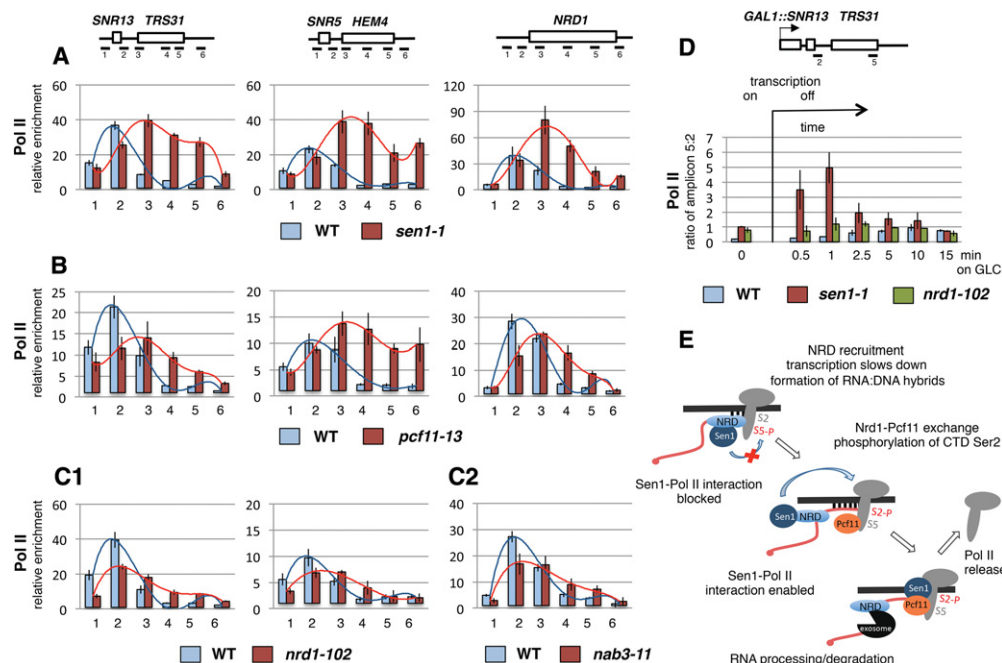 SNR13 TRS31
1 2 3 4 5 6
SNR5 HEM4
1 2 3 4 5 6
NRD1
1 2 3 4 5 6
A
Pol II
relative enrichment
60
40
20
0
1 2 3 4 5 6
60
40
20
0
1 2 3 4 5 6
120
90
60
30
0
1 2 3 4 5 6
WT sen1-1
WT sen1-1
B
Pol II
relative enrichment
25
20
15
10
5
0
1 2 3 4 5 6
20
15
10
5
0
1 2 3 4 5 6
40
30
20
10
0
1 2 3 4 5 6
WT pcf11-13
C1
Pol II
relative enrichment
60
40
20
0
1 2 3 4 5 6
20
15
10
5
0
1 2 3 4 5 6
WT nrd1-102
C2
40
30
20
10
0
1 2 3 4 5 6
WT nab3-11
D
GAL1::SNR13 TRS31
2 5
transcription
on off
time
Pol II
ratio of amplicon 5:2
7
6
5
4
3
2
1
0
0 0.5 1 2.5 5 10 15 min
on GLC
WT sen1-1 nrd1-102
E
NRD recruitment
transcription slows down
formation of RNA:DNA hybrids
S2
NRD
S5-P
Sen1
Sen1-Pol II interaction
blocked
Nrd1-Pcf11 exchange
phosphorylation of CTD Ser2
Sen1 NRD Pcf11 S2-P
S5
Pol II
release
Sen1-Pol II
interaction enabled
Sen1
S2-P
Pcf11
S5
NRD
exosome
RNA processing/degradation